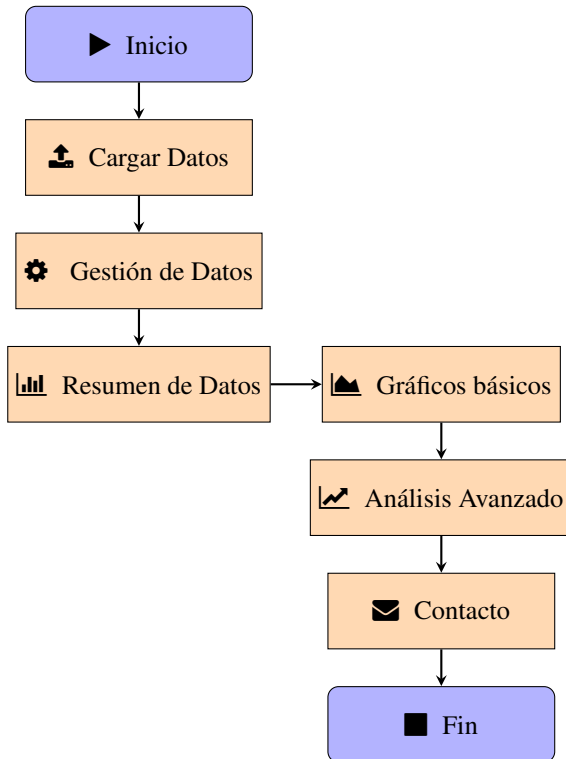 Inicio
Cargar Datos
Gestión de Datos
Resumen de Datos
Gráficos básicos
Análisis Avanzado
Contacto
Fin